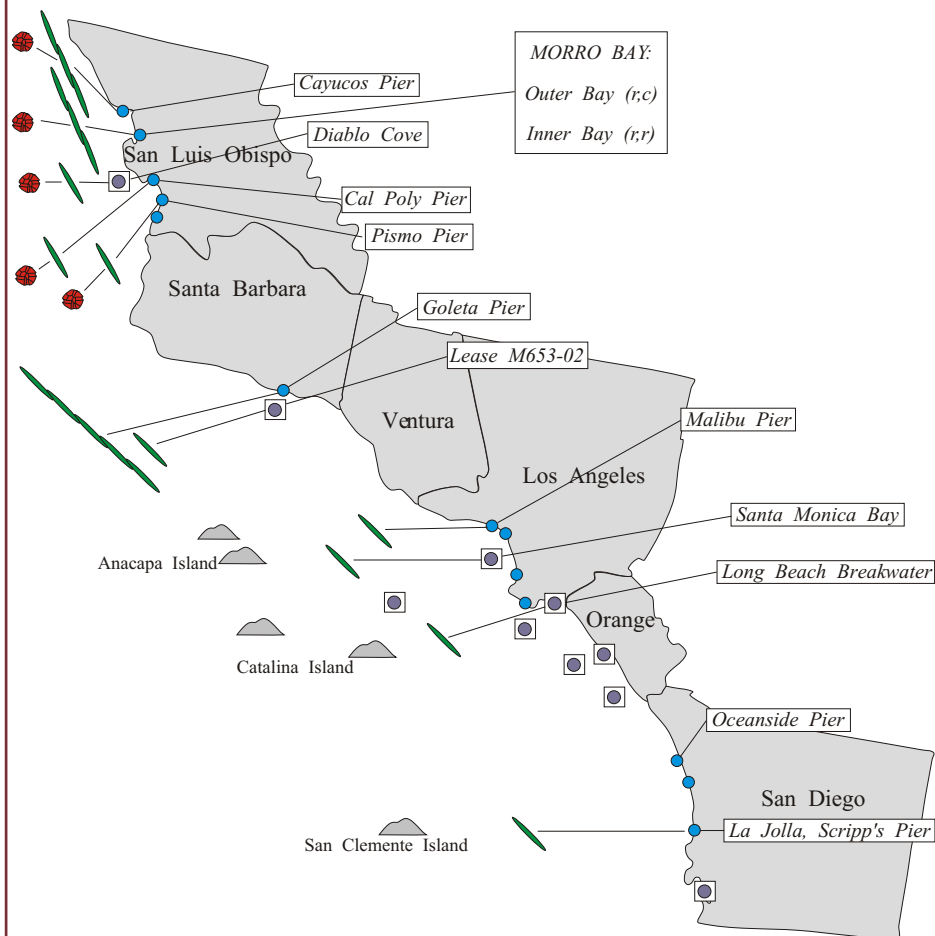 MORRO BAY:
Outer Bay (r,c)
Inner Bay (r,r)
Cayucos Pier
Diablo Cove
San Luis Obispo
Cal Poly Pier
Pismo Pier
Santa Barbara
Goleta Pier
Lease M653-02
Ventura
Malibu Pier
Los Angeles
Santa Monica Bay
Anacapa Island
Long Beach Breakwater
Orange
Catalina Island
Oceanside Pier
San Diego
La Jolla, Scripp's Pier
San Clemente Island